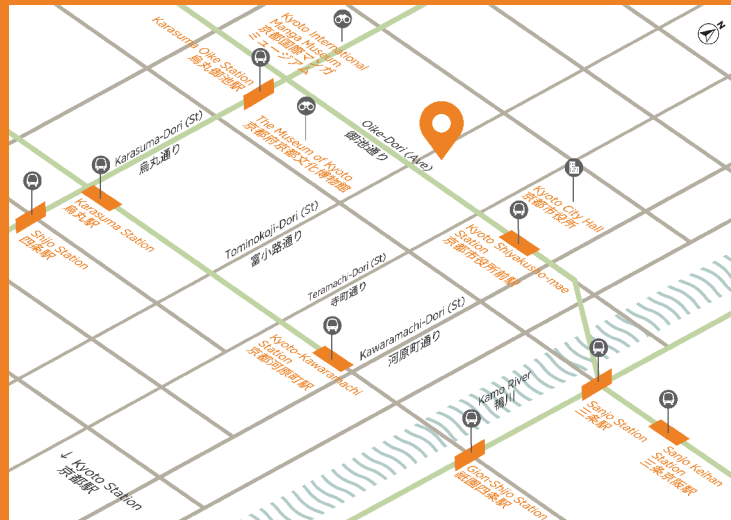 Kyoto International
Manga Museum
京都国際マンガ
ミュージアム
Karasuma Oike Station
烏丸御池駅
N
The Museum of Kyoto
京都府京都文化博物館
Oike-Dori (Ave)
御池通り
Karasuma-Dori (St)
烏丸通り
Karasuma Station
烏丸駅
Shijo Station
四条駅
Kyoto City Hall
京都市役所
Kyoto Shiyakusho-mae
Station
京都市役所前駅
Tominokoji-Dori (St)
富小路通り
Teramachi-Dori (St)
寺町通り
Kawaramachi-Dori (St)
河原町通り
Kyoto-Kawaramachi
Station
京都河原町駅
Kamo River
鴨川
Sanjo Station
三条駅
Sanjo Keihan
Station
三条京阪駅
Gion-Shijo Station
祇園四条駅
↓ Kyoto Station
京都駅